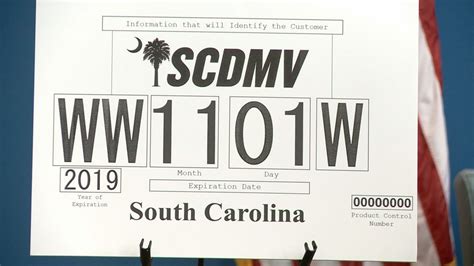 Information that will Identify the Customer
SCDMV
WW 11 01 W
Month Day
2019
Year of
Expiration
Expiration Date
South Carolina
00000000
Product Control
Number